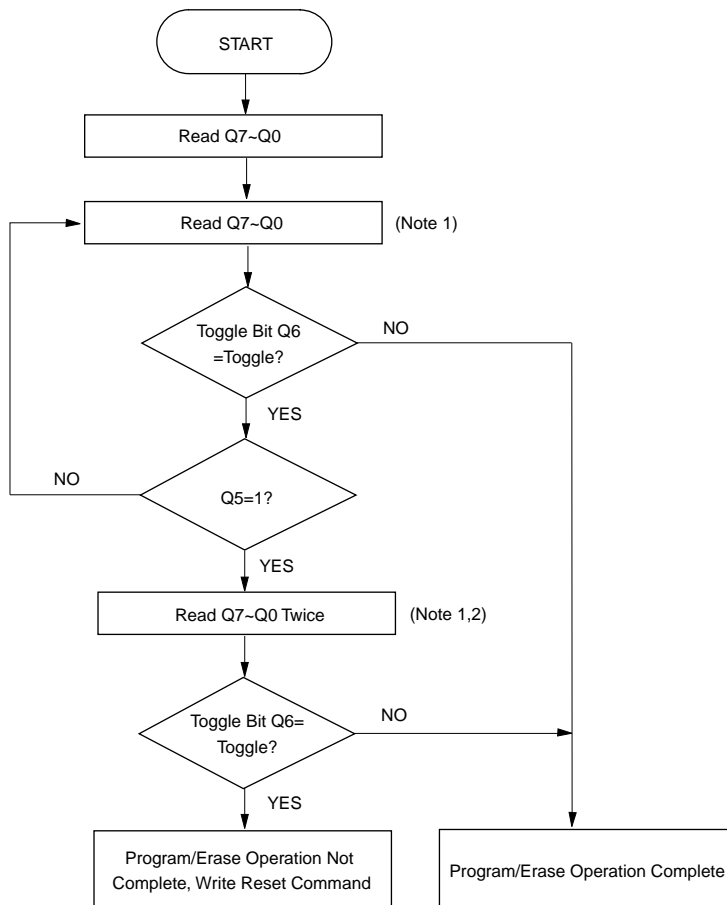 START
Read Q7~Q0
Read Q7~Q0
(Note 1)
Toggle Bit Q6
=Toggle?
NO
YES
NO
Q5=1?
YES
Read Q7~Q0 Twice
(Note 1,2)
Toggle Bit Q6=
Toggle?
NO
YES
Program/Erase Operation Not
Complete, Write Reset Command
Program/Erase Operation Complete